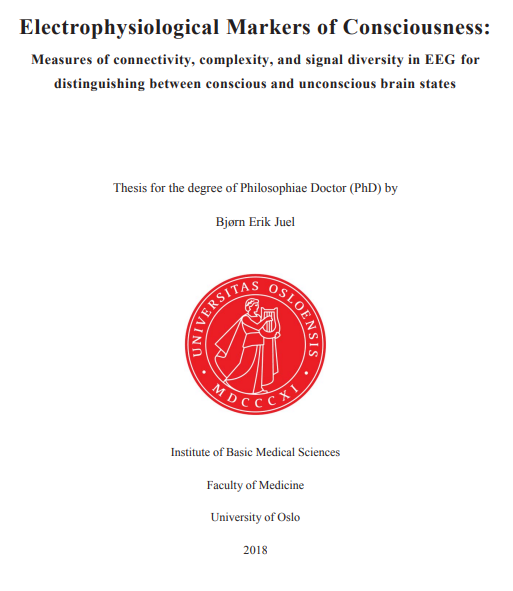 Electrophysiological Markers of Consciousness:
Measures of connectivity, complexity, and signal diversity in EEG for
distinguishing between conscious and unconscious brain states
Thesis for the degree of Philosophiae Doctor (PhD) by
Bjørn Erik Juel
UNIVERSITAS OSLOENSIS
MDCCCXI
Institute of Basic Medical Sciences
Faculty of Medicine
University of Oslo
2018